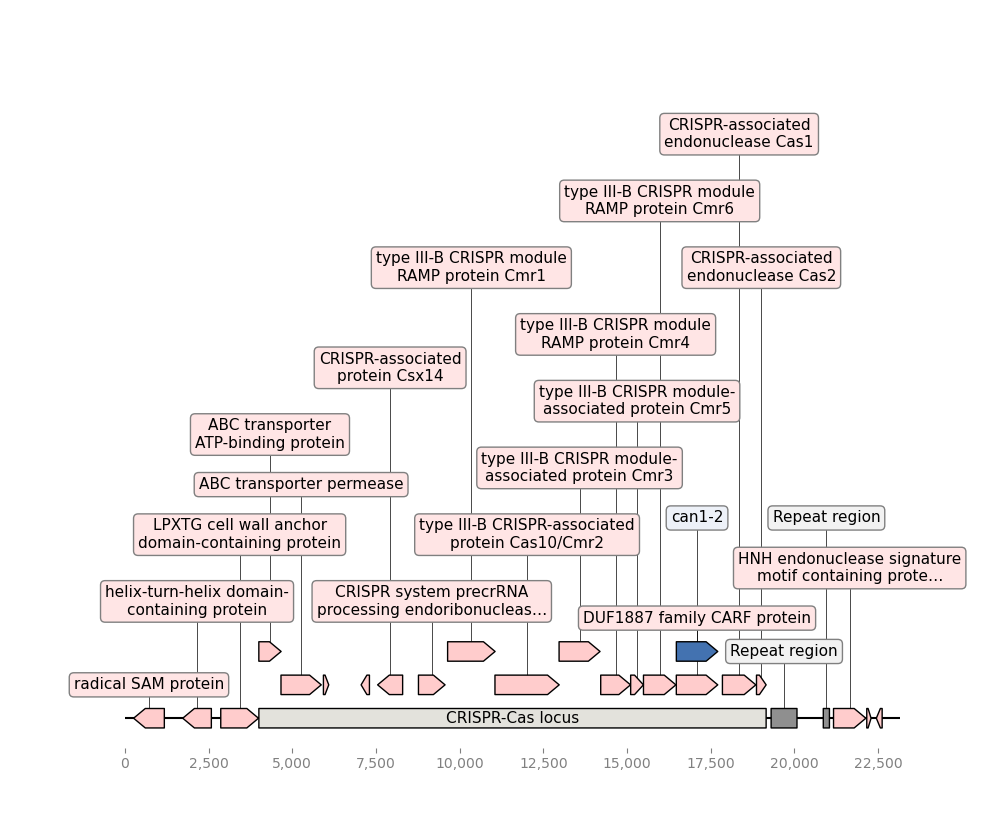 CRISPR-associated
endonuclease Cas1
type III-B CRISPR module
RAMP protein Cmr6
type III-B CRISPR module
RAMP protein Cmr1
CRISPR-associated
endonuclease Cas2
type III-B CRISPR module
RAMP protein Cmr4
CRISPR-associated
protein Csx14
type III-B CRISPR module-
associated protein Cmr5
ABC transporter
ATP-binding protein
type III-B CRISPR module-
associated protein Cmr3
ABC transporter permease
can1-2
Repeat region
LPXTG cell wall anchor
domain-containing protein
type III-B CRISPR-associated
protein Cas10/Cmr2
HNH endonuclease signature
motif containing prote...
helix-turn-helix domain-
containing protein
CRISPR system precrRNA
processing endoribonucleas...
DUF1887 family CARF protein
Repeat region
radical SAM protein
CRISPR-Cas locus
0
2,500
5,000
7,500
10,000
12,500
15,000
17,500
20,000
22,500